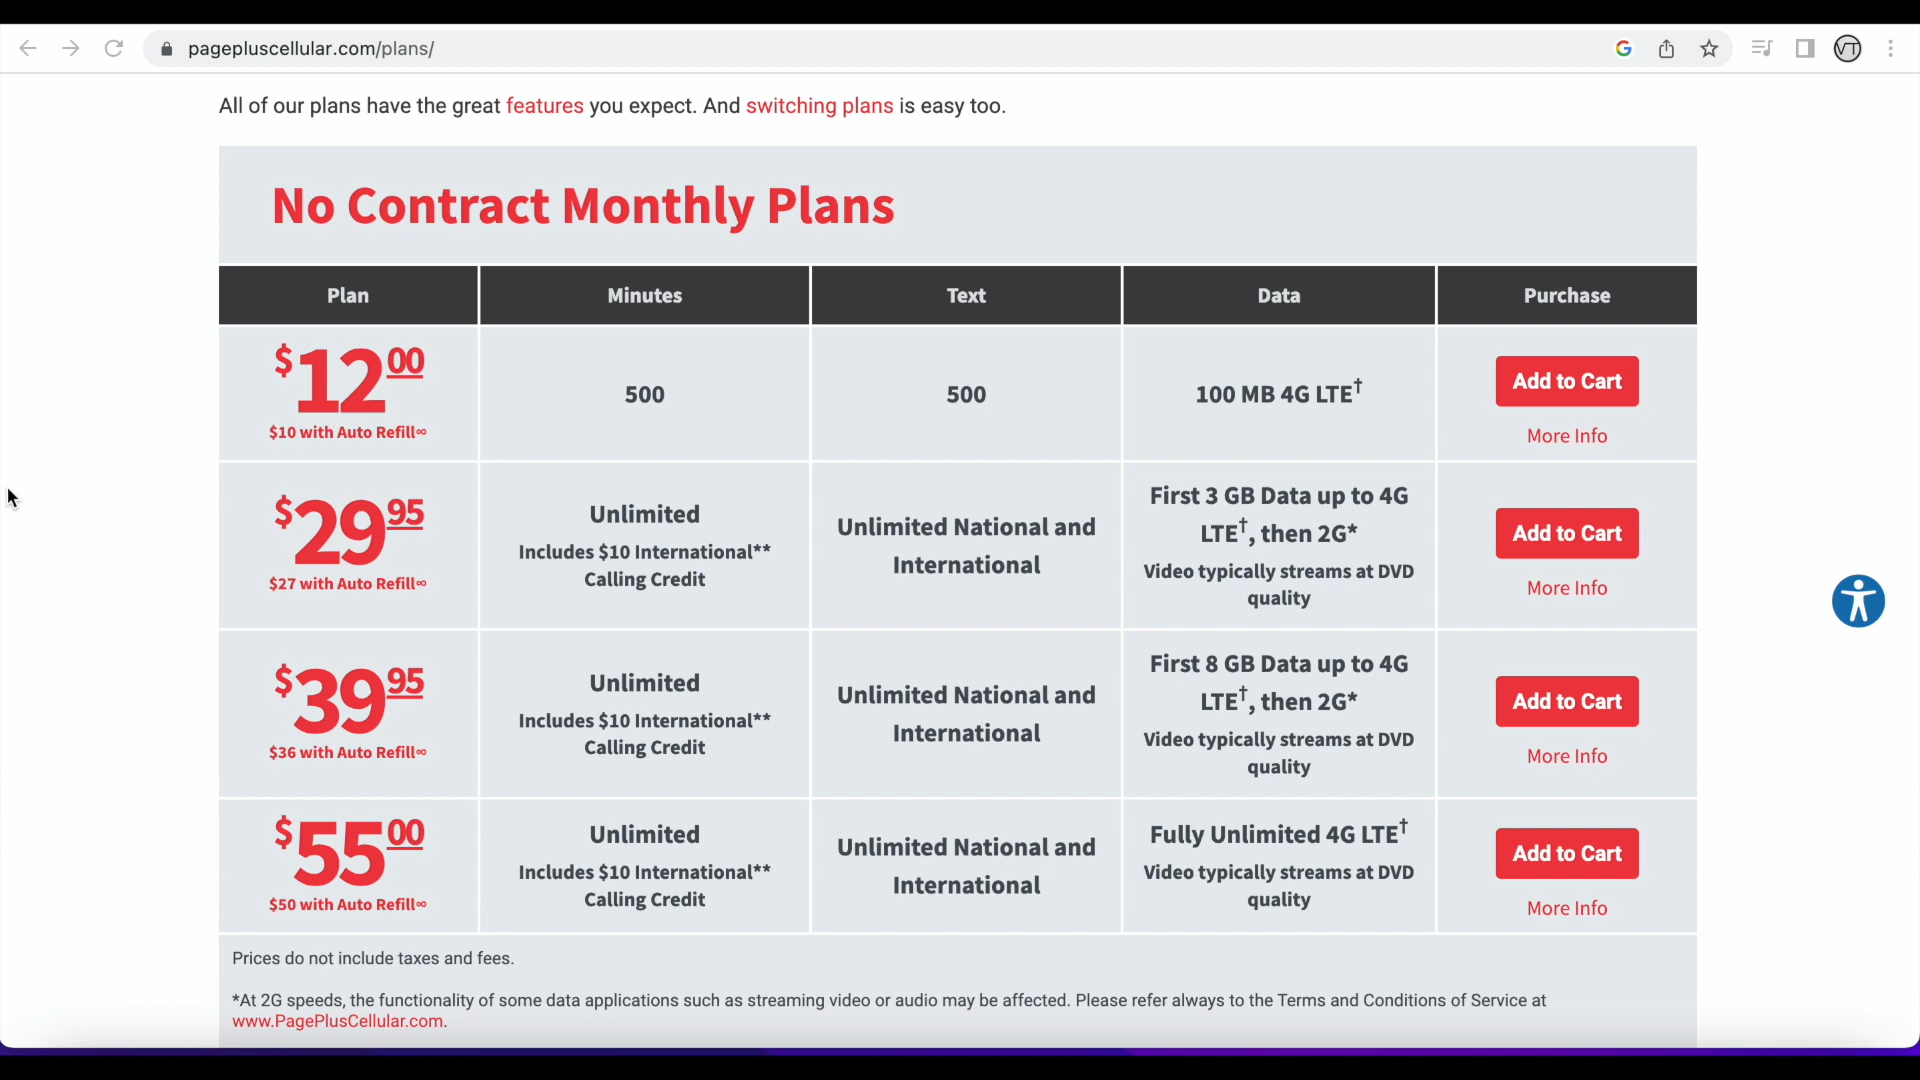 pagepluscellular.com/plans/
VT
All of our plans have the great features you expect. And switching plans is easy too.
No Contract Monthly Plans
Plan Minutes Text Data Purchase
$12 00
$10 with Auto Refill∞
500
500
100 MB 4G LTE†
Add to Cart
More Info
$29 95
$27 with Auto Refill∞
Unlimited
Includes $10 International**
Calling Credit
Unlimited National and
International
First 3 GB Data up to 4G
LTE†, then 2G*
Video typically streams at DVD
quality
Add to Cart
More Info
$39 95
$36 with Auto Refill∞
Unlimited
Includes $10 International**
Calling Credit
Unlimited National and
International
First 8 GB Data up to 4G
LTE†, then 2G*
Video typically streams at DVD
quality
Add to Cart
More Info
$55 00
$50 with Auto Refill∞
Unlimited
Includes $10 International**
Calling Credit
Unlimited National and
International
Fully Unlimited 4G LTE†
Video typically streams at DVD
quality
Add to Cart
More Info
Prices do not include taxes and fees.
*At 2G speeds, the functionality of some data applications such as streaming video or audio may be affected. Please refer always to the Terms and Conditions of Service at
www.PagePlusCellular.com.